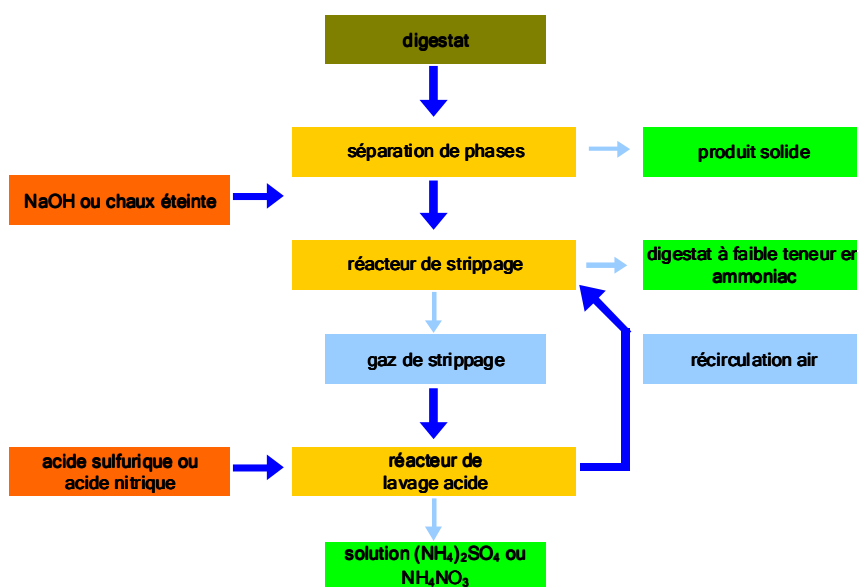 digestat
séparation de phases
produit solide
NaOH ou chaux éteinte
réacteur de strippage
digestat à faible teneur en
ammoniac
gaz de strippage
récirculation air
acide sulfurique ou
acide nitrique
réacteur de
lavage acide
solution (NH₄)₂SO₄ ou
NH₄NO₃